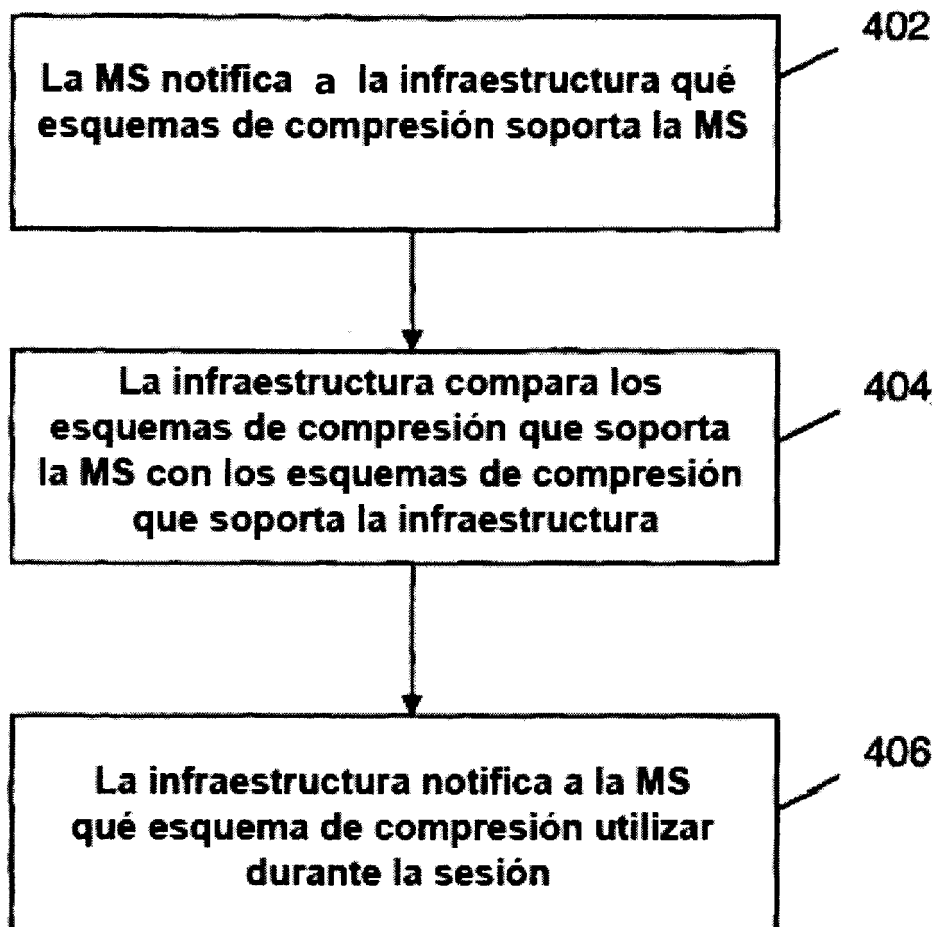 402
La MS notifica a la infraestructura qué
esquemas de compresión soporta la MS
404
La infraestructura compara los
esquemas de compresión que soporta
la MS con los esquemas de compresión
que soporta la infraestructura
406
La infraestructura notifica a la MS
qué esquema de compresión utilizar
durante la sesión